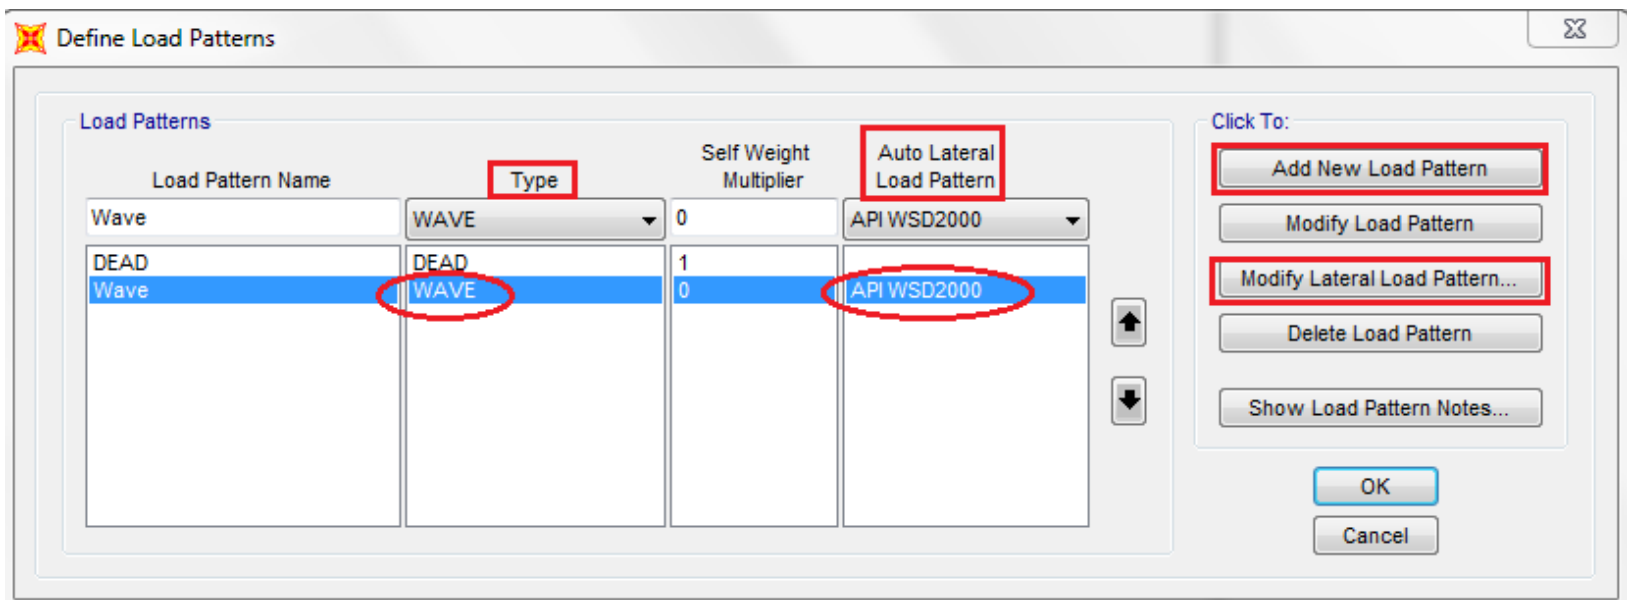 Define Load Patterns
Load Patterns
Click To:
Load Pattern Name
Type
Self Weight
Multiplier
Auto Lateral
Load Pattern
Wave
WAVE
0
API WSD2000
DEAD
DEAD
1
Wave
WAVE
0
API WSD2000
Add New Load Pattern
Modify Load Pattern
Modify Lateral Load Pattern...
Delete Load Pattern
Show Load Pattern Notes...
OK
Cancel